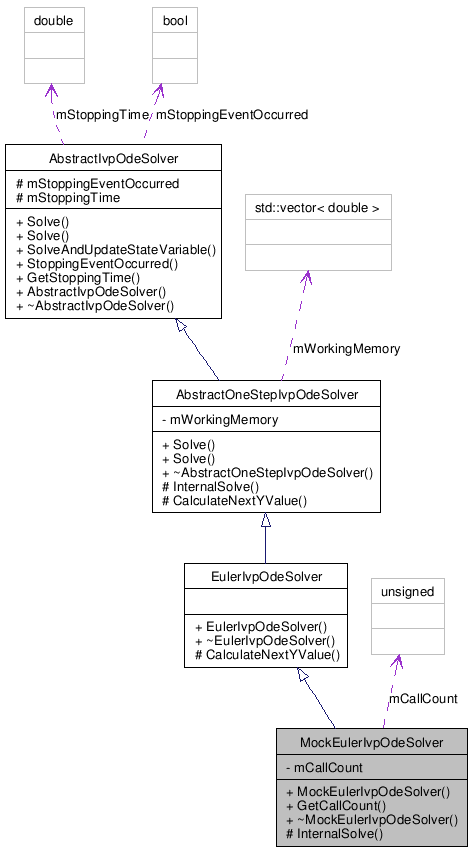 double
bool
mStoppingTime
mStoppingEventOccurred
AbstractIvpOdeSolver
# mStoppingEventOccurred
# mStoppingTime
+ Solve()
+ Solve()
+ SolveAndUpdateStateVariable()
+ StoppingEventOccurred()
+ GetStoppingTime()
+ AbstractIvpOdeSolver()
+ ~AbstractIvpOdeSolver()
std::vector< double >
mWorkingMemory
AbstractOneStepIvpOdeSolver
- mWorkingMemory
+ Solve()
+ Solve()
+ ~AbstractOneStepIvpOdeSolver()
# InternalSolve()
# CalculateNextYValue()
EulerIvpOdeSolver
+ EulerIvpOdeSolver()
+ ~EulerIvpOdeSolver()
# CalculateNextYValue()
unsigned
mCallCount
MockEulerIvpOdeSolver
- mCallCount
+ MockEulerIvpOdeSolver()
+ GetCallCount()
+ ~MockEulerIvpOdeSolver()
# InternalSolve()